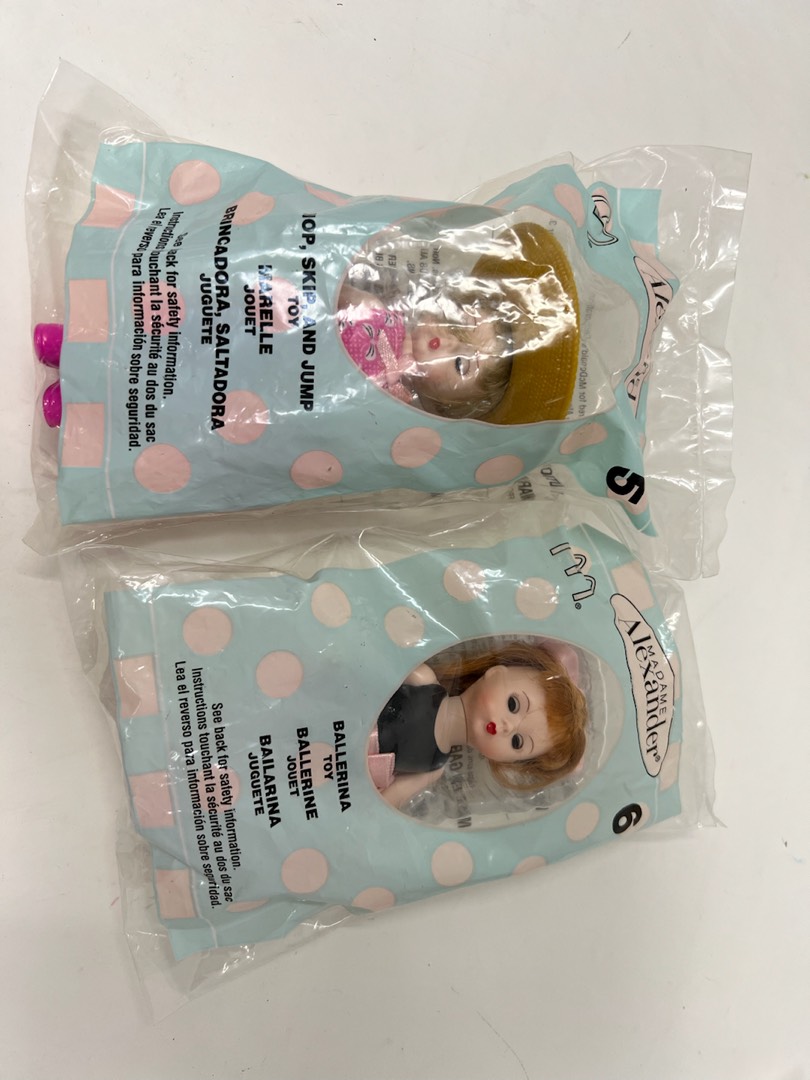 5
HOP, SKIP, AND JUMP
TOY
MARELLE
JOUET
BRINCADORA, SALTADORA
JUGUETE
See back for safety information.
Instructions touchant la sécurité au dos du sac
Lea el reverso para información sobre seguridad.
MADAME
Alexander®
6
BALLERINA
TOY
BALLERINE
JOUET
BAILARINA
JUGUETE
See back for safety information.
Instructions touchant la sécurité au dos du sac
Lea el reverso para información sobre seguridad.